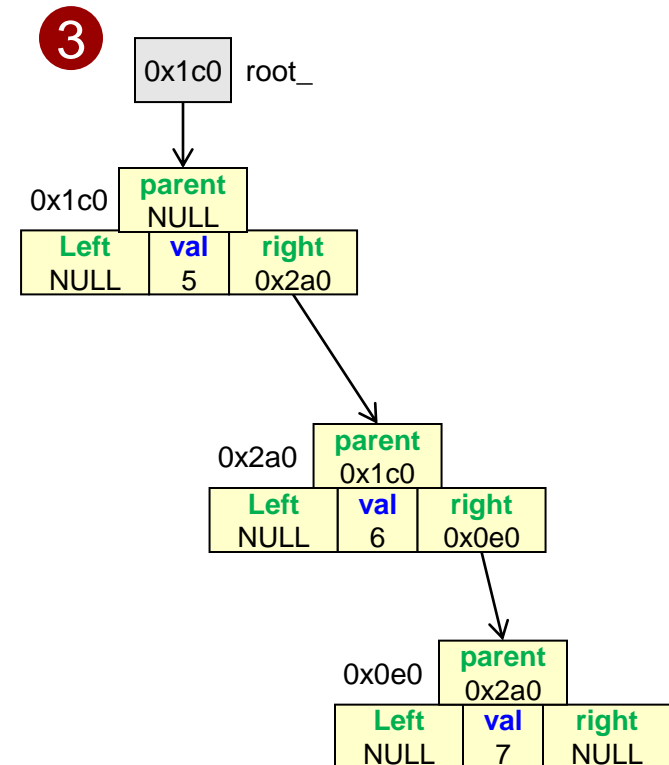 3
0x1c0 root_
0x1c0
parent
NULL
Left val right
NULL 5 0x2a0
0x2a0
parent
0x1c0
Left val right
NULL 6 0x0e0
0x0e0
parent
0x2a0
Left val right
NULL 7 NULL